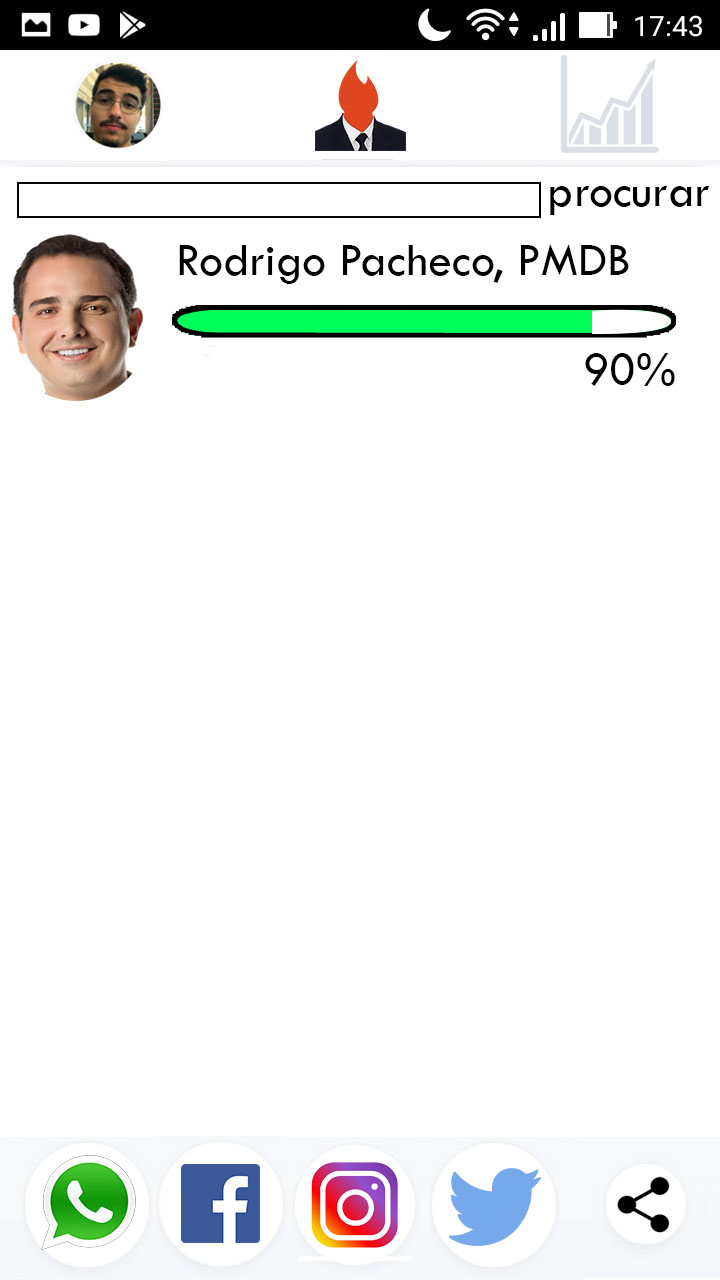 17:43
procurar
Rodrigo Pacheco, PMDB
90%